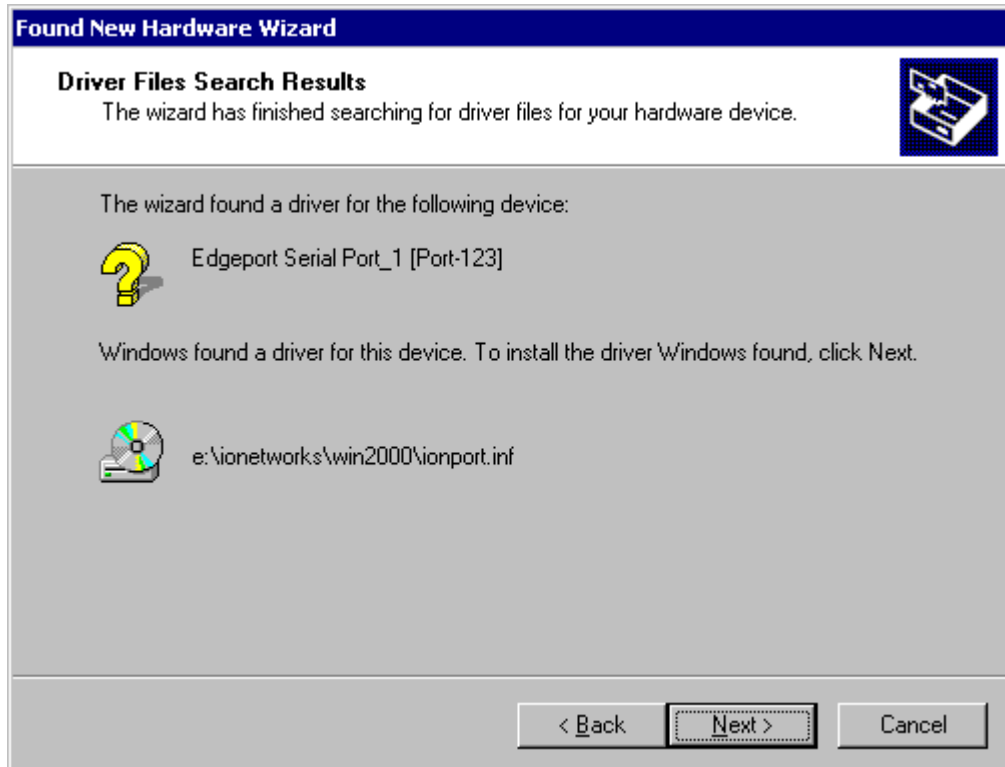 Found New Hardware Wizard
Driver Files Search Results
The wizard has finished searching for driver files for your hardware device.
The wizard found a driver for the following device:
Edgeport Serial Port_1 [Port-123]
Windows found a driver for this device. To install the driver Windows found, click Next.
e:\ionetworks\win2000\ionport.inf
< Back Next > Cancel